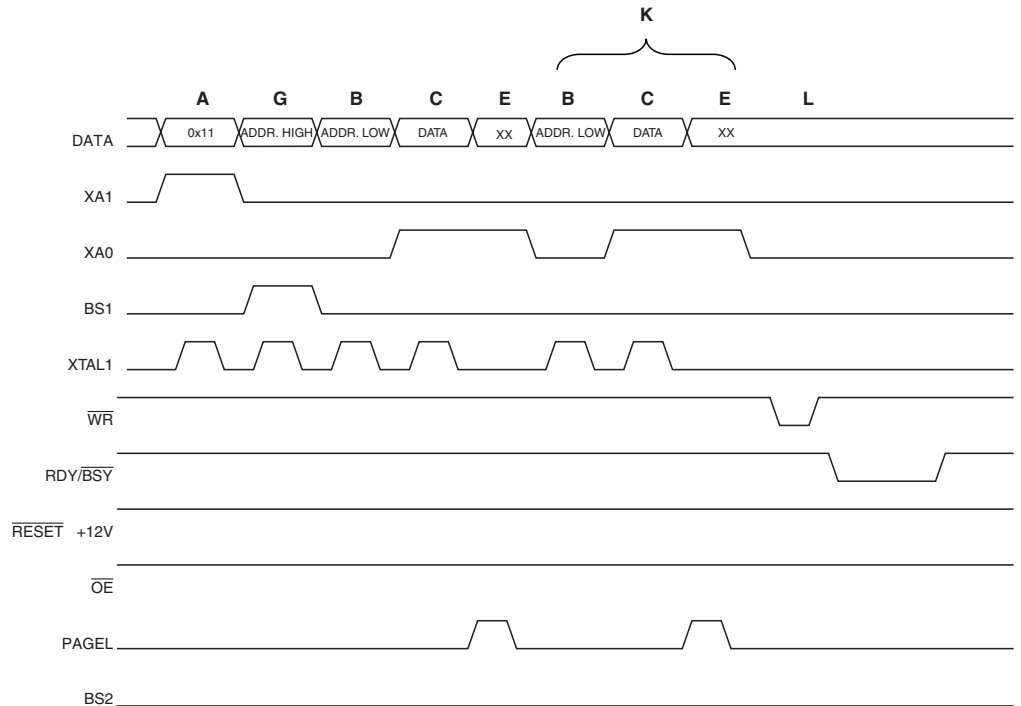 K
A G B C E B C E L
DATA 0x11 ADDR. HIGH ADDR. LOW DATA XX ADDR. LOW DATA XX
XA1
XA0
BS1
XTAL1
WR
RDY/BSY
RESET +12V
OE
PAGEL
BS2